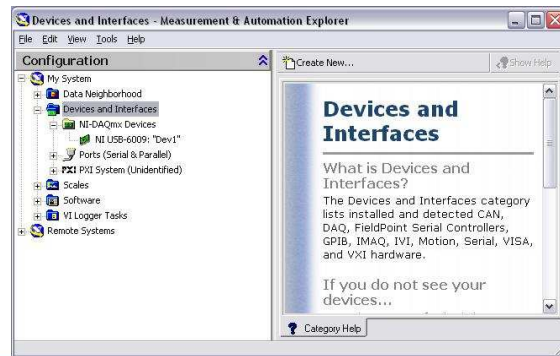 Devices and Interfaces - Measurement & Automation Explorer
File Edit View Tools Help
Configuration
My System
Data Neighborhood
Devices and Interfaces
NI-DAQmx Devices
NI USB-6009: "Dev1"
Ports (Serial & Parallel)
PXI PXI System (Unidentified)
Scales
Software
VI Logger Tasks
Remote Systems
Create New...
Show Help
Devices and
Interfaces
What is Devices and
Interfaces?
The Devices and Interfaces category
lists installed and detected CAN,
DAQ, FieldPoint Serial Controllers,
GPIB, IMAQ, IVI, Motion, Serial, VISA,
and VXI hardware.
If you do not see your
devices...
Category Help